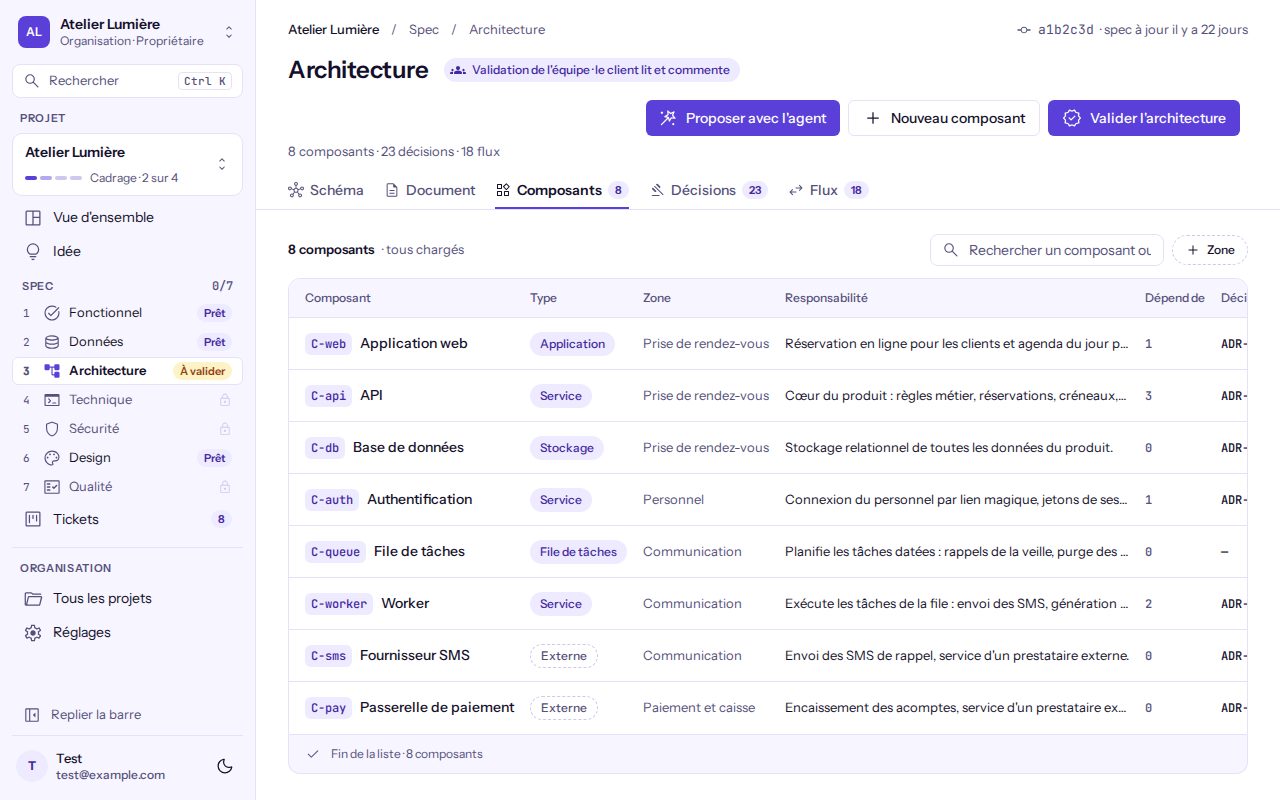 AL
Atelier Lumière
Organisation·Propriétaire
Rechercher
Ctrl K
PROJET
Atelier Lumière
Cadrage·2 sur 4
Vue d'ensemble
Idée
SPEC 0/7
1 Fonctionnel Prêt
2 Données Prêt
3 Architecture À valider
4 Technique
5 Sécurité
6 Design Prêt
7 Qualité
Tickets 8
ORGANISATION
Tous les projets
Réglages
Replier la barre
T
Test
test@example.com
Atelier Lumière / Spec / Architecture
a1b2c3d ·spec à jour il y a 22 jours
Architecture
Validation de l'équipe·le client lit et commente
Proposer avec l'agent
Nouveau composant
Valider l'architecture
8 composants·23 décisions·18 flux
Schéma
Document
Composants 8
Décisions 23
Flux 18
8 composants ·tous chargés
Rechercher un composant ou
Zone
Composant Type Zone Responsabilité Dépend de Déci
C-web Application web Application Prise de rendez-vous Réservation en ligne pour les clients et agenda du jour p… 1 ADR-
C-api API Service Prise de rendez-vous Cœur du produit : règles métier, réservations, créneaux,… 3 ADR-
C-db Base de données Stockage Prise de rendez-vous Stockage relationnel de toutes les données du produit. 0 ADR-
C-auth Authentification Service Personnel Connexion du personnel par lien magique, jetons de ses… 1 ADR-
C-queue File de tâches File de tâches Communication Planifie les tâches datées : rappels de la veille, purge des … 0 —
C-worker Worker Service Communication Exécute les tâches de la file : envoi des SMS, génération … 2 ADR-
C-sms Fournisseur SMS Externe Communication Envoi des SMS de rappel, service d'un prestataire externe. 0 ADR-
C-pay Passerelle de paiement Externe Paiement et caisse Encaissement des acomptes, service d'un prestataire ex… 0 ADR-
Fin de la liste·8 composants